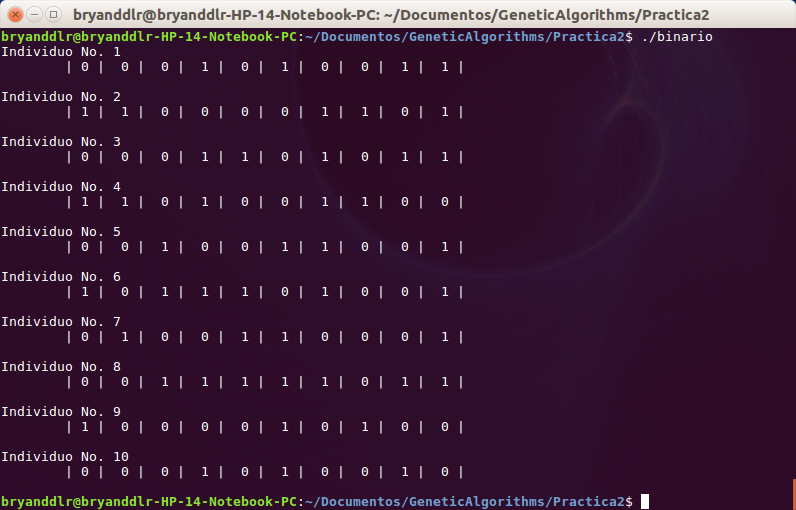 bryanddlr@bryanddlr-HP-14-Notebook-PC: ~/Documentos/GeneticAlgorithms/Practica2
bryanddlr@bryanddlr-HP-14-Notebook-PC:~/Documentos/GeneticAlgorithms/Practica2$ ./binario
Individuo No. 1
| 0 | 0 | 0 | 1 | 0 | 1 | 0 | 0 | 1 | 1 |
Individuo No. 2
| 1 | 1 | 0 | 0 | 0 | 0 | 1 | 1 | 0 | 1 |
Individuo No. 3
| 0 | 0 | 0 | 1 | 1 | 0 | 1 | 0 | 1 | 1 |
Individuo No. 4
| 1 | 1 | 0 | 1 | 0 | 0 | 1 | 1 | 0 | 0 |
Individuo No. 5
| 0 | 0 | 1 | 0 | 0 | 1 | 1 | 0 | 0 | 1 |
Individuo No. 6
| 1 | 0 | 1 | 1 | 1 | 0 | 1 | 0 | 0 | 1 |
Individuo No. 7
| 0 | 1 | 0 | 0 | 1 | 1 | 0 | 0 | 0 | 1 |
Individuo No. 8
| 0 | 0 | 1 | 1 | 1 | 1 | 1 | 0 | 1 | 1 |
Individuo No. 9
| 1 | 0 | 0 | 0 | 0 | 1 | 0 | 1 | 0 | 0 |
Individuo No. 10
| 0 | 0 | 0 | 1 | 0 | 1 | 0 | 0 | 1 | 0 |
bryanddlr@bryanddlr-HP-14-Notebook-PC:~/Documentos/GeneticAlgorithms/Practica2$